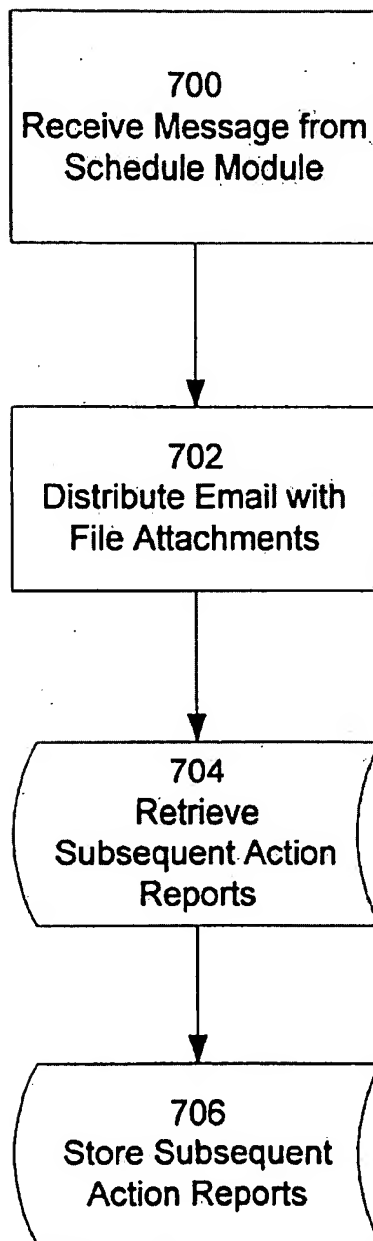 700
Receive Message from
Schedule Module
702
Distribute Email with
File Attachments
704
Retrieve
Subsequent Action
Reports
706
Store Subsequent
Action Reports